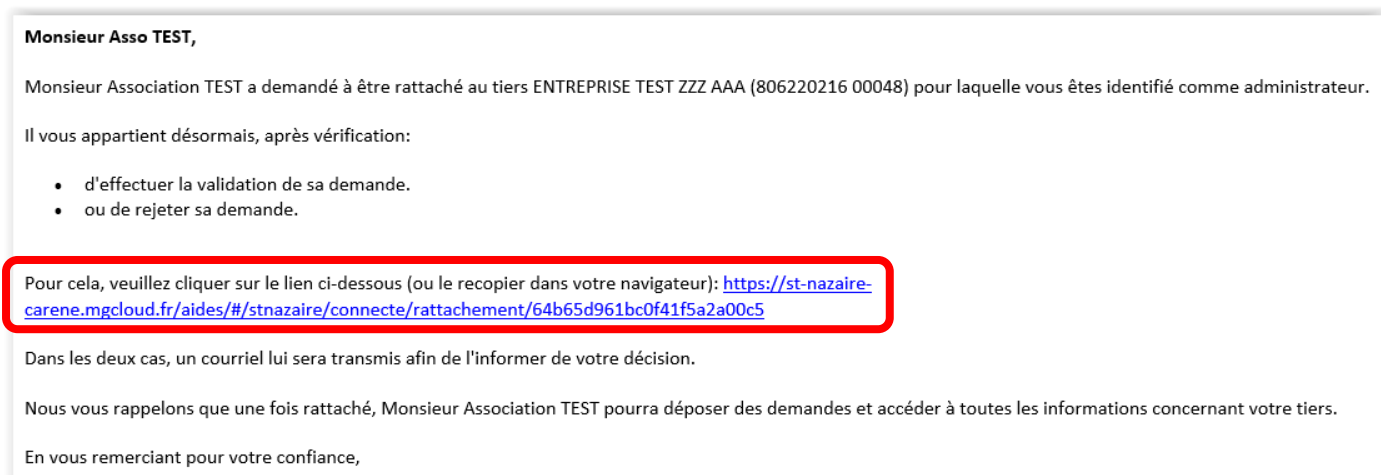 Monsieur Asso TEST,
Monsieur Association TEST a demandé à être rattaché au tiers ENTREPRISE TEST ZZZ AAA (806220216 00048) pour laquelle vous êtes identifié comme administrateur.
Il vous appartient désormais, après vérification:
• d'effectuer la validation de sa demande.
• ou de rejeter sa demande.
Pour cela, veuillez cliquer sur le lien ci-dessous (ou le recopier dans votre navigateur): https://st-nazaire-
carene.mgcloud.fr/aides/#/stnazaire/connecte/rattachement/64b65d961bc0f41f5a2a00c5
Dans les deux cas, un courriel lui sera transmis afin de l'informer de votre décision.
Nous vous rappelons que une fois rattaché, Monsieur Association TEST pourra déposer des demandes et accéder à toutes les informations concernant votre tiers.
En vous remerciant pour votre confiance,